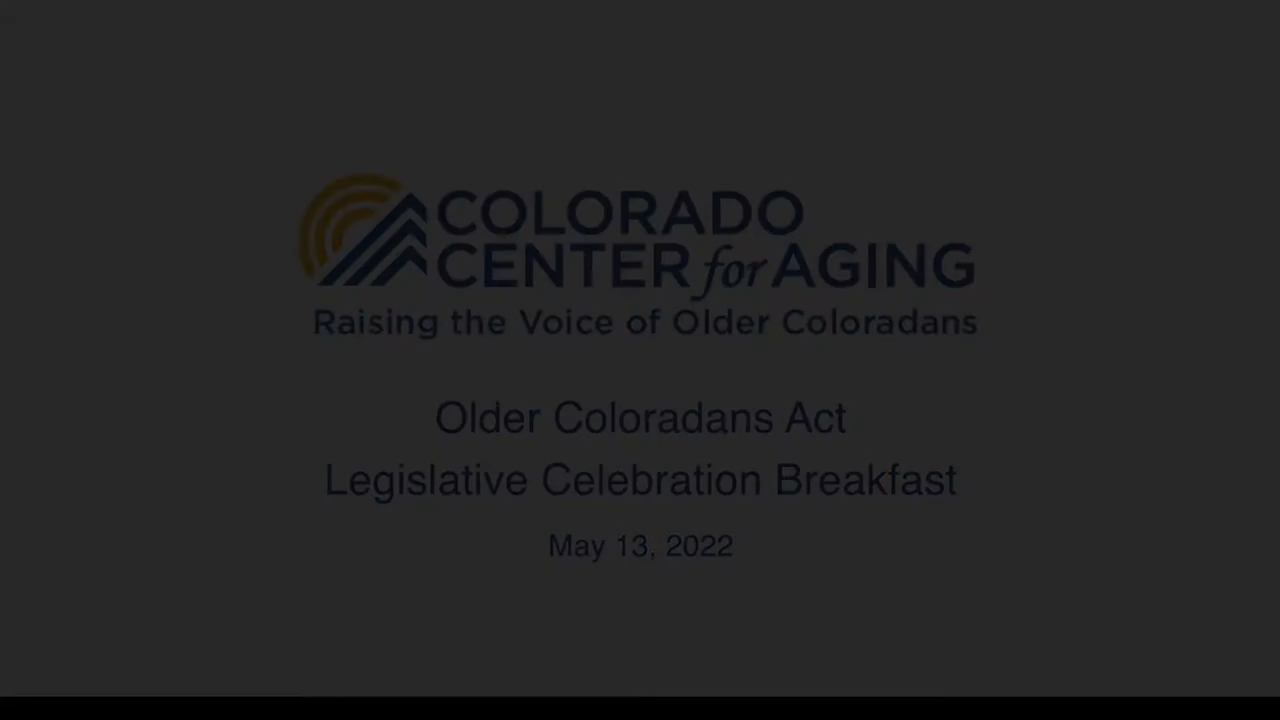 COLORADO
CENTER for AGING
Raising the Voice of Older Coloradans
Older Coloradans Act
Legislative Celebration Breakfast
May 13, 2022